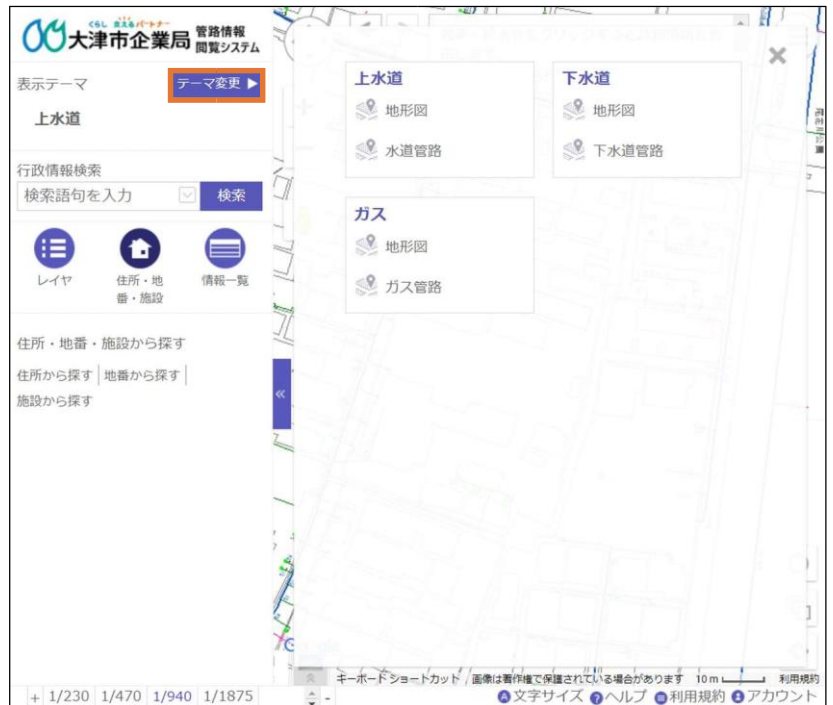 くらし 支えるパートナー
大津市企業局 管路情報
閲覧システム
表示テーマ
テーマ変更 ▶
上水道
行政情報検索
検索語句を入力
検索
レイヤ
住所・地
番・施設
情報一覧
住所・地番・施設から探す
住所から探す 地番から探す
施設から探す
«
×
上水道
地形図
水道管路
下水道
地形図
下水道管路
ガス
地形図
ガス管路
キーボード ショートカット 画像は著作権で保護されている場合があります 10 m 利用規約
+ 1/230 1/470 1/940 1/1875 -
A 文字サイズ ? ヘルプ 利用規約 アカウント